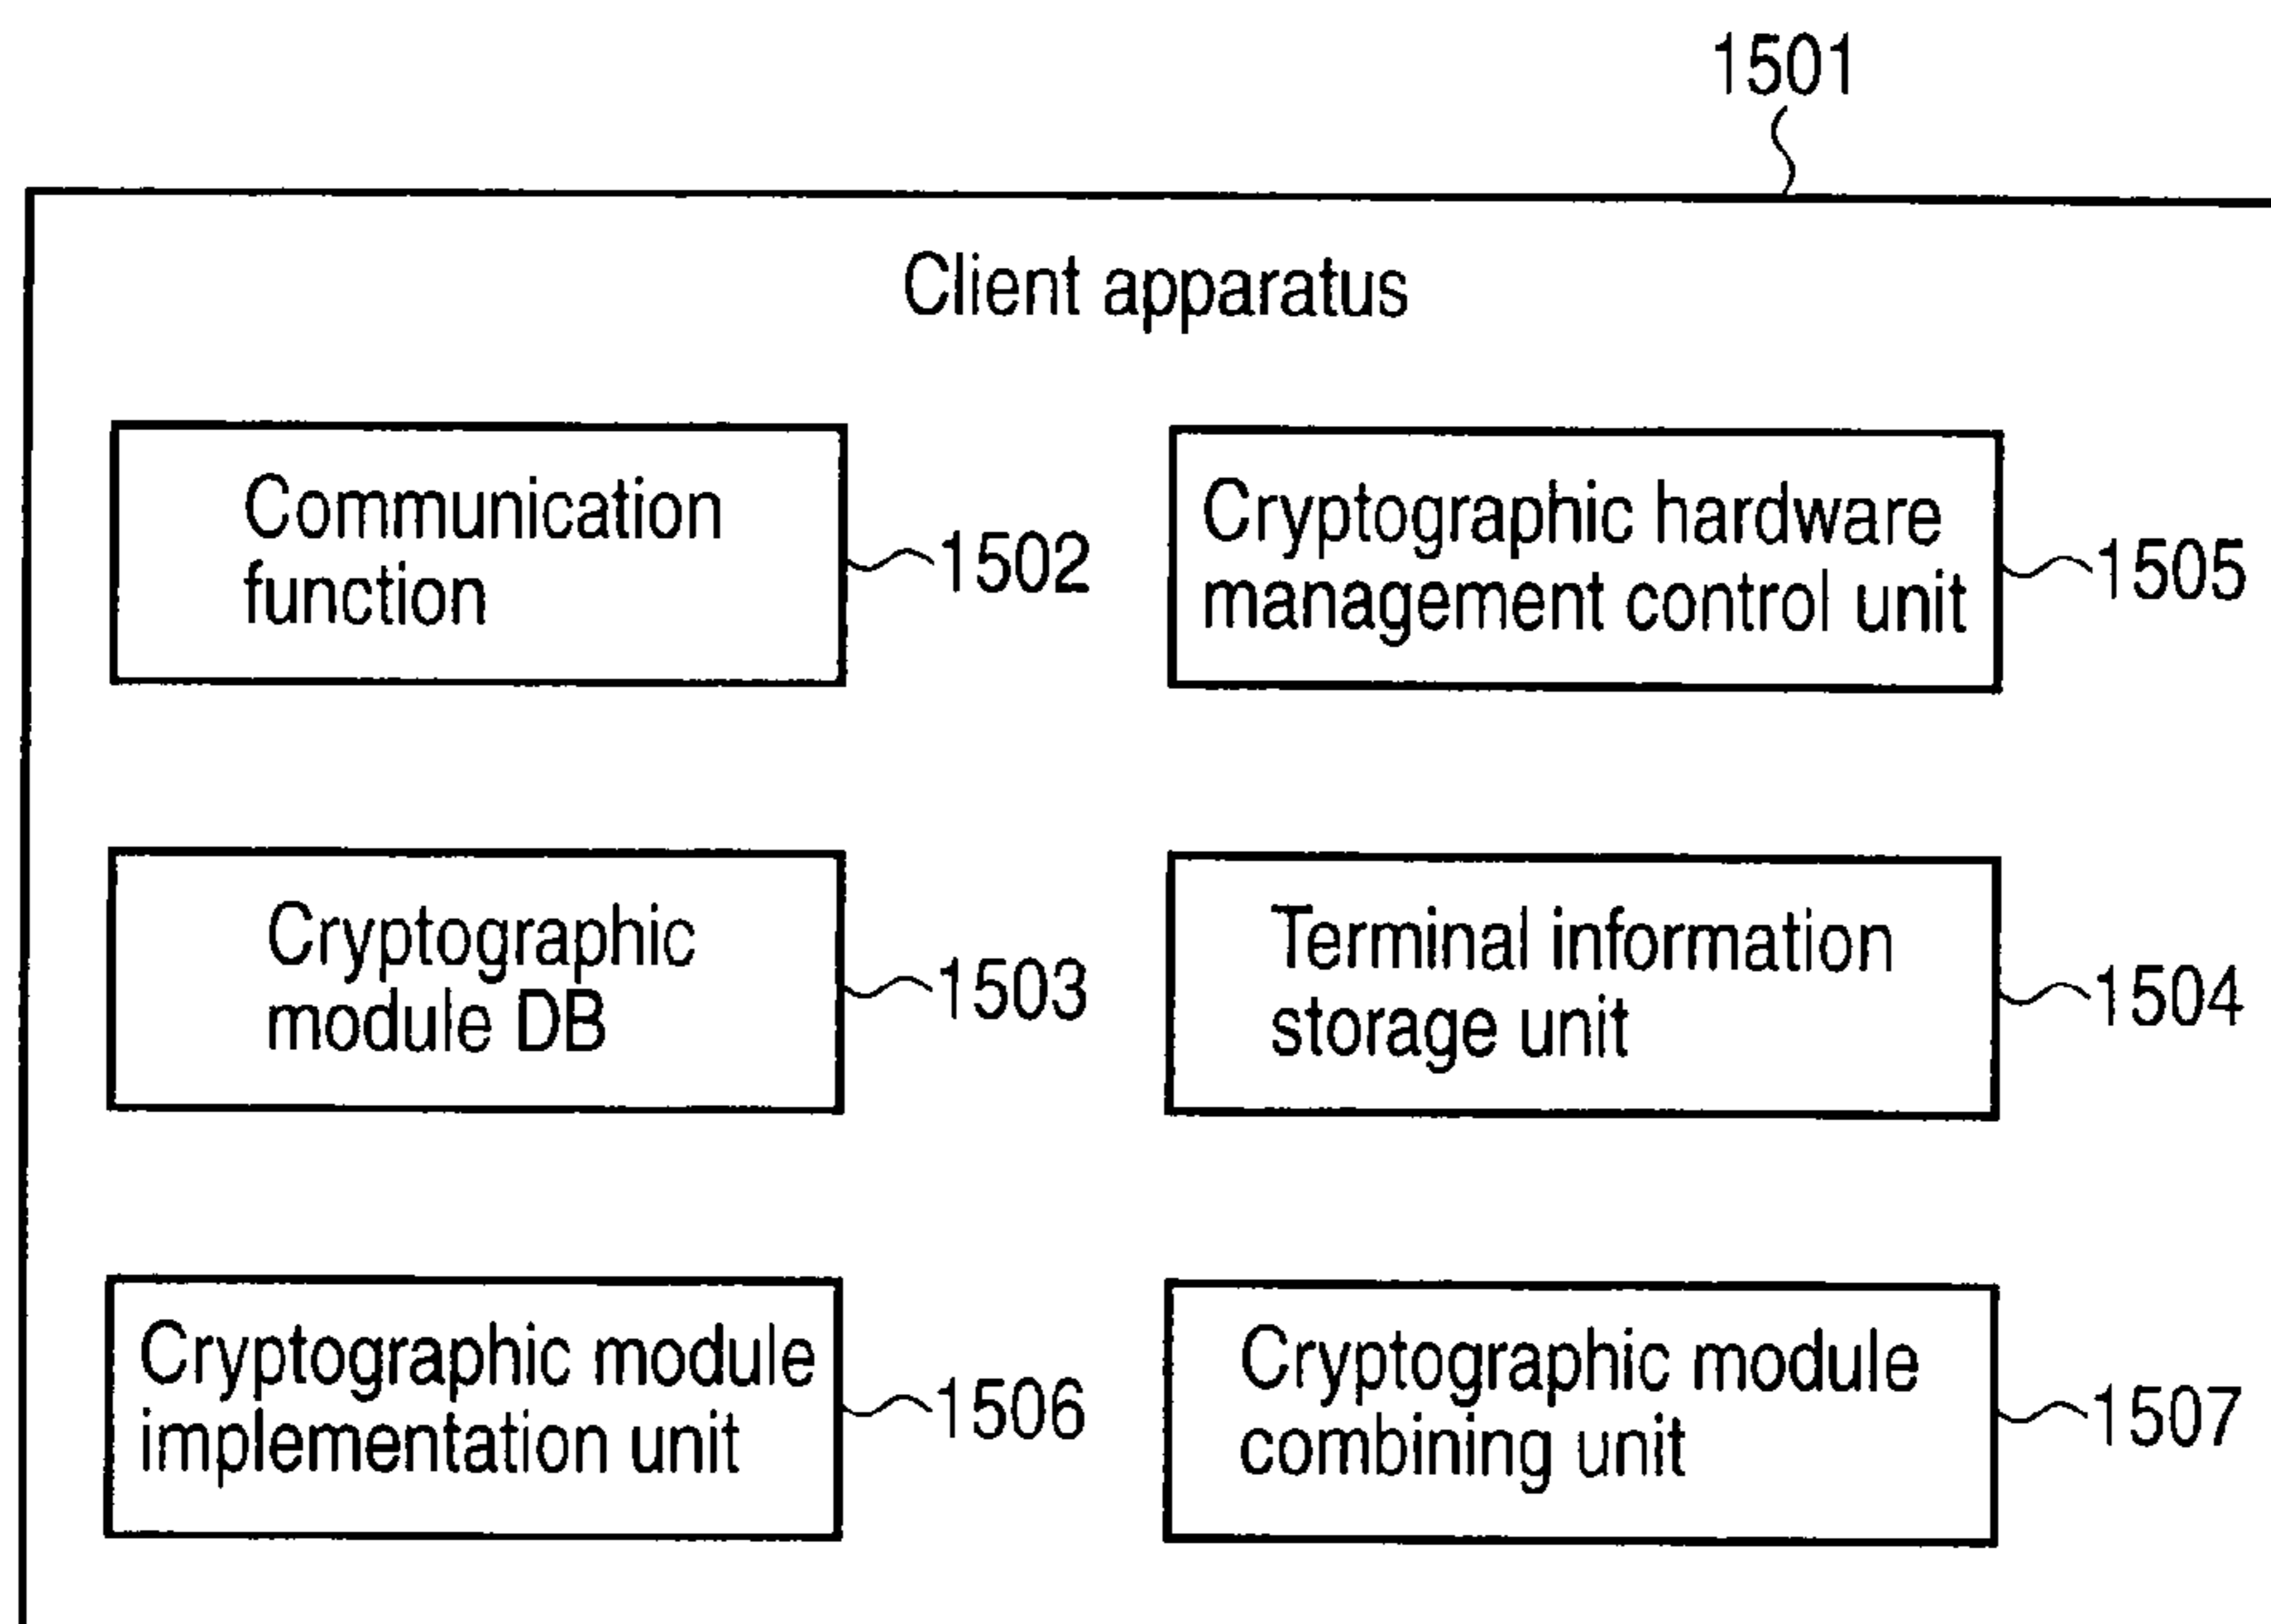 1501
Client apparatus
Communication
function
1502
Cryptographic hardware
management control unit
1505
Cryptographic
module DB
1503
Terminal information
storage unit
1504
Cryptographic module
implementation unit
1506
Cryptographic module
combining unit
1507